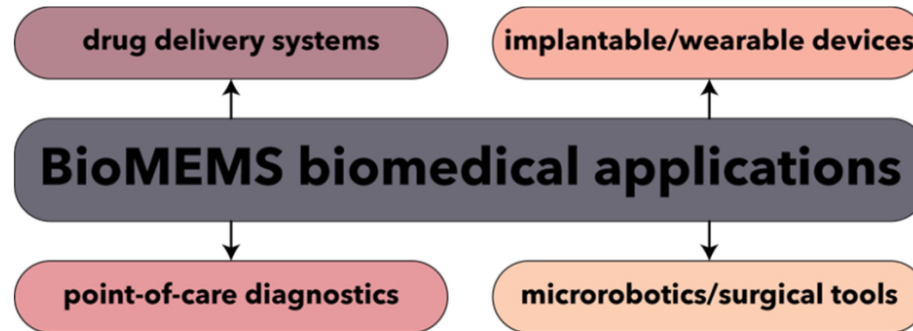 drug delivery systems
implantable/wearable devices
BioMEMS biomedical applications
point-of-care diagnostics
microrobotics/surgical tools